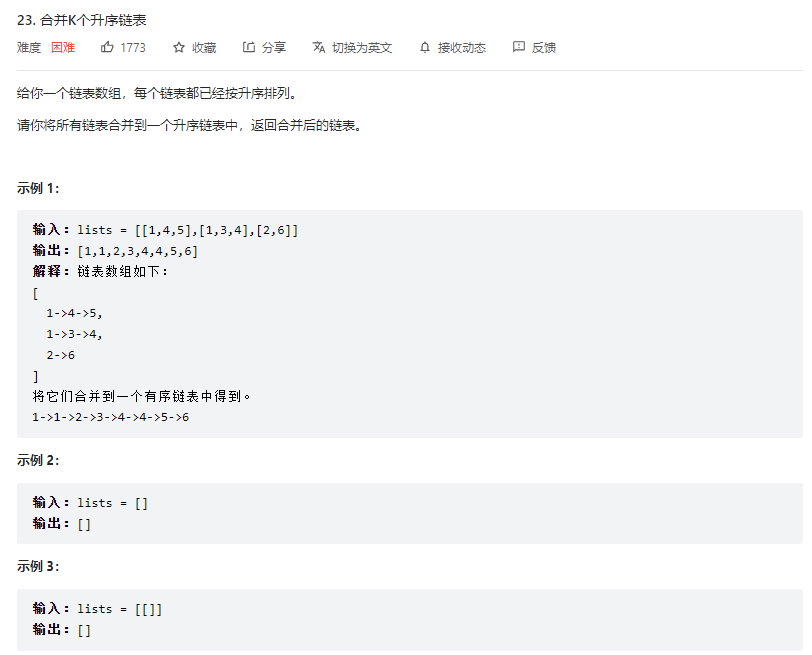 23. 合并K个升序链表
难度 困难 1773 收藏 分享 切换为英文 接收动态 反馈
给你一个链表数组，每个链表都已经按升序排列。
请你将所有链表合并到一个升序链表中，返回合并后的链表。
示例 1：
输入：lists = [[1,4,5],[1,3,4],[2,6]]
输出：[1,1,2,3,4,4,5,6]
解释：链表数组如下：
[
  1->4->5,
  1->3->4,
  2->6
]
将它们合并到一个有序链表中得到。
1->1->2->3->4->4->5->6
示例 2：
输入：lists = []
输出：[]
示例 3：
输入：lists = [[]]
输出：[]